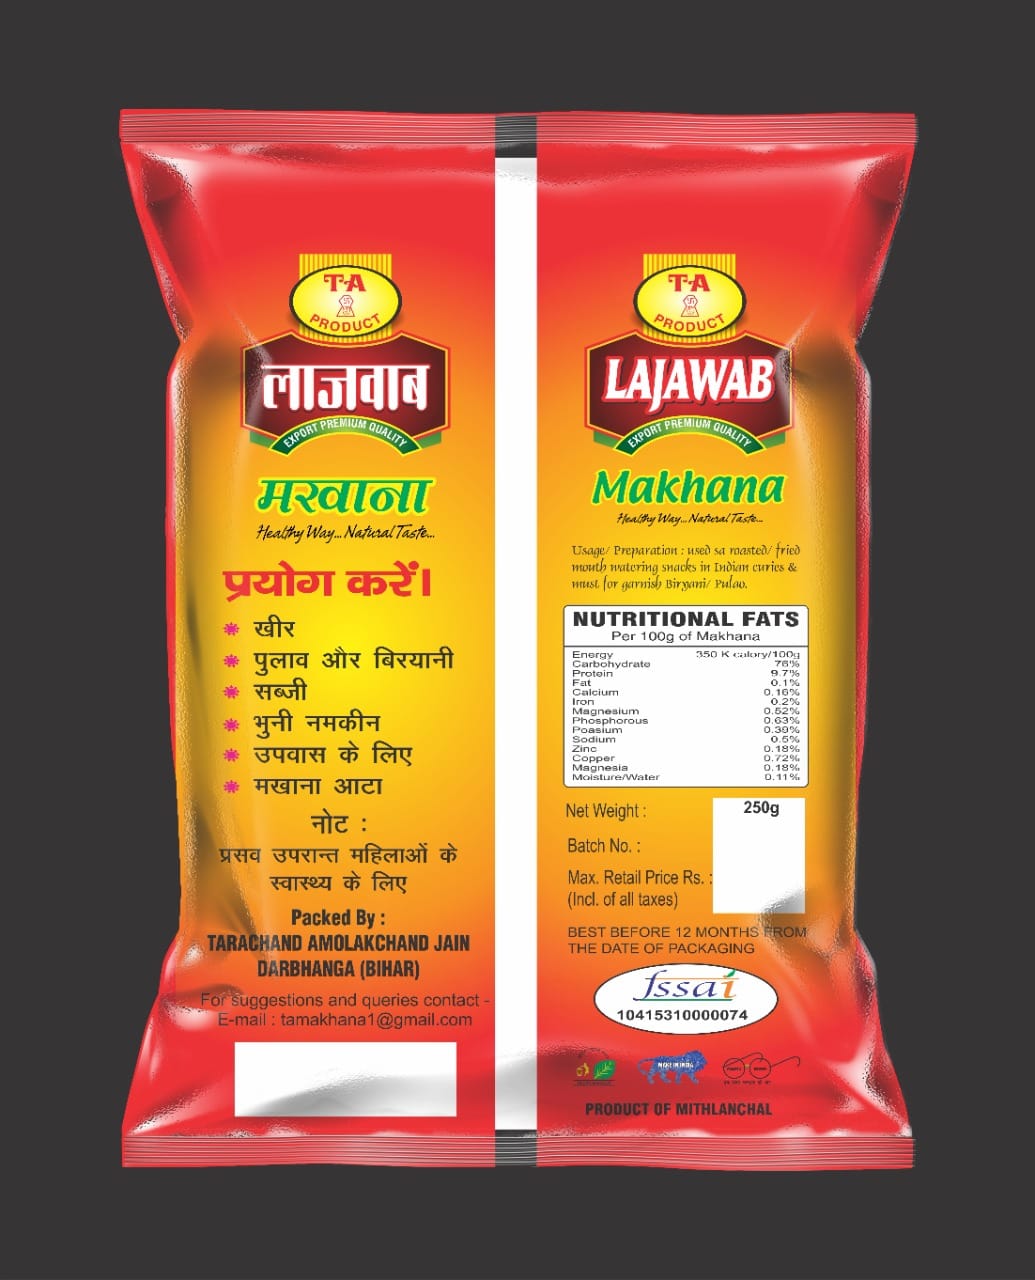 T-A
PRODUCT
लाजवाब
EXPORT PREMIUM QUALITY
मखाना
Healthy Way... Natural Taste...
प्रयोग करें।
खीर
पुलाव और बिरयानी
सब्जी
भुनी नमकीन
उपवास के लिए
मखाना आटा
नोट :
प्रसव उपरान्त महिलाओं के
स्वास्थ्य के लिए
Packed By :
TARACHAND AMOLAKCHAND JAIN
DARBHANGA (BIHAR)
For suggestions and queries contact -
E-mail : tamakhana1@gmail.com
T-A
PRODUCT
LAJAWAB
EXPORT PREMIUM QUALITY
Makhana
Healthy Way... Natural Taste...
Usage/ Preparation : used sa roasted/ fried
mouth watering snacks in Indian curies &
must for garnish Biryani/ Pulao.
NUTRITIONAL FATS
Per 100g of Makhana
Energy 350 K calory/100g
Carbohydrate 76%
Protein 9.7%
Fat 0.1%
Calcium 0.16%
Iron 0.2%
Magnesium 0.52%
Phosphorous 0.63%
Poasium 0.39%
Sodium 0.5%
Zinc 0.18%
Copper 0.72%
Magnesia 0.18%
Moisture/Water 0.11%
Net Weight : 250g
Batch No. :
Max. Retail Price Rs. :
(Incl. of all taxes)
BEST BEFORE 12 MONTHS FROM
THE DATE OF PACKAGING
fssai
10415310000074
MAKE IN INDIA
PRODUCT OF MITHLANCHAL